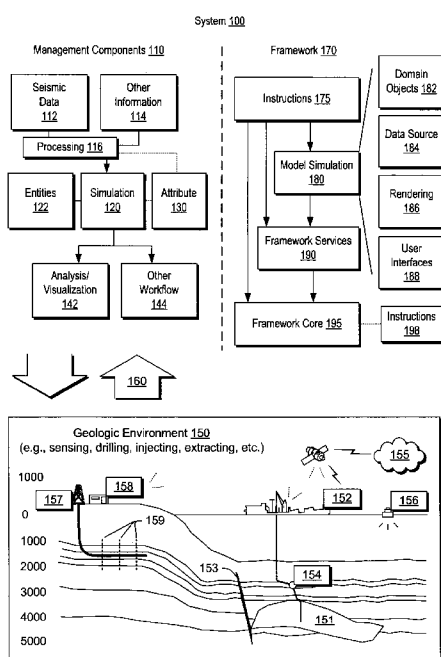 System 100
Management Components 110
Seismic
Data
112
Other
Information
114
Processing 116
Entities
122
Simulation
120
Attribute
130
Analysis/
Visualization
142
Other
Workflow
144
160
Framework 170
Instructions 175
Domain
Objects 182
Data Source
184
Model Simulation
180
Rendering
186
Framework Services
190
User
Interfaces
188
Framework Core 195
Instructions
198
Geologic Environment 150
(e.g., sensing, drilling, injecting, extracting, etc.)
155
1000
157
158
152
156
0
159
1000
153
2000
154
3000
151
4000
5000